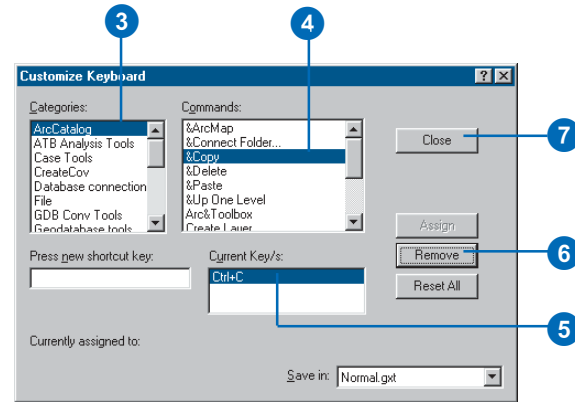 3
4
Customize Keyboard
Categories:
Commands:
ArcCatalog
ATB Analysis Tools
Case Tools
CreateCov
Database connection
File
GDB Conv Tools
Geodatabase tools
&ArcMap
&Connect Folder...
&Copy
&Delete
&Paste
&Up One Level
Arc&Toolbox
Create Layer
Close
7
Assign
Remove
6
Reset All
Press new shortcut key:
Current Key/s:
Ctrl+C
5
Currently assigned to:
Save in:
Normal.gxt